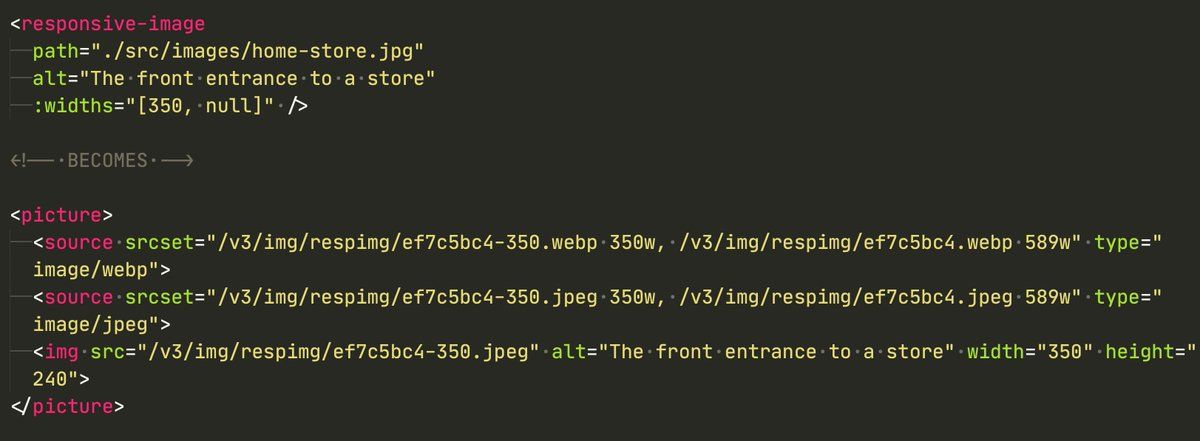 <responsive-image
path="./src/images/home-store.jpg"
alt="The front entrance to a store"
:widths="[350, null]" />
<!-- BECOMES -->
<picture>
<source srcset="/v3/img/respimg/ef7c5bc4-350.webp 350w, /v3/img/respimg/ef7c5bc4.webp 589w" type="
image/webp">
<source srcset="/v3/img/respimg/ef7c5bc4-350.jpeg 350w, /v3/img/respimg/ef7c5bc4.jpeg 589w" type="
image/jpeg">
<img src="/v3/img/respimg/ef7c5bc4-350.jpeg" alt="The front entrance to a store" width="350" height="
240">
</picture>